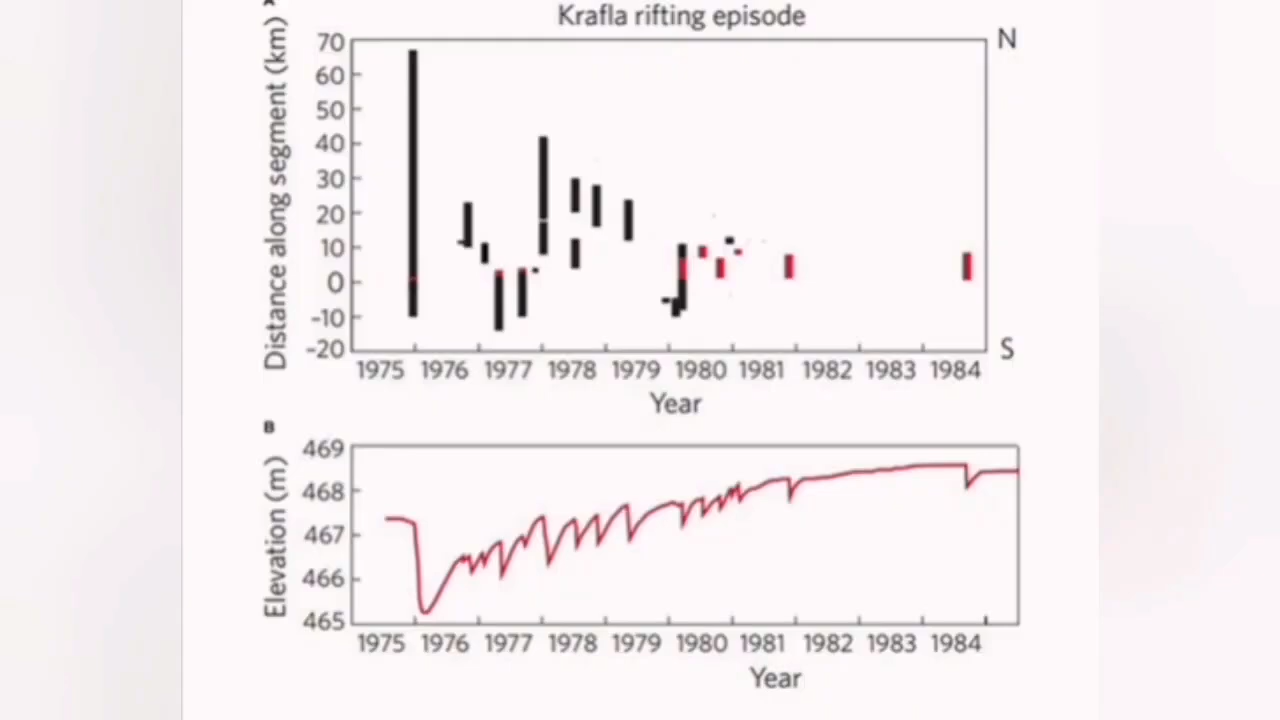 A
Krafla rifting episode
N
Distance along segment (km)
70
60
50
40
30
20
10
0
-10
-20
S
1975 1976 1977 1978 1979 1980 1981 1982 1983 1984
Year
B
Elevation (m)
469
468
467
466
465
1975 1976 1977 1978 1979 1980 1981 1982 1983 1984
Year